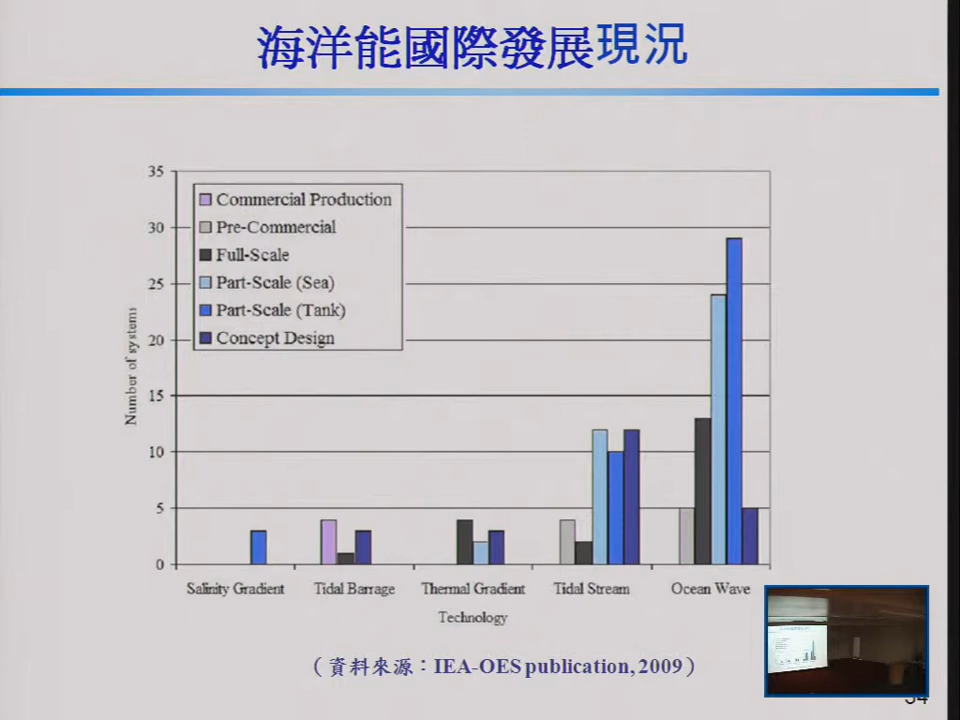 海洋能國際發展現況
35
30
25
20
15
10
5
0
Number of systems
Commercial Production
Pre-Commercial
Full-Scale
Part-Scale (Sea)
Part-Scale (Tank)
Concept Design
Salinity Gradient Tidal Barrage Thermal Gradient Tidal Stream Ocean Wave
Technology
（資料來源：IEA-OES publication, 2009）